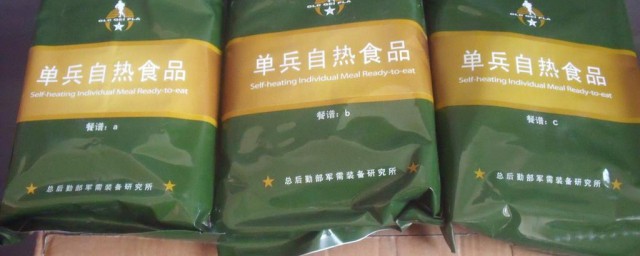 单兵自热食品
Self-heating Individual Meal Ready-to-eat
餐谱：a
总后勤部军需装备研究所
单兵自热食品
Self-heating Individual Meal Ready-to-eat
餐谱：b
总后勤部军需装备研究所
单兵自热食品
Self-heating Individual Meal Ready-to-eat
餐谱：c
总后勤部军需装备研究所